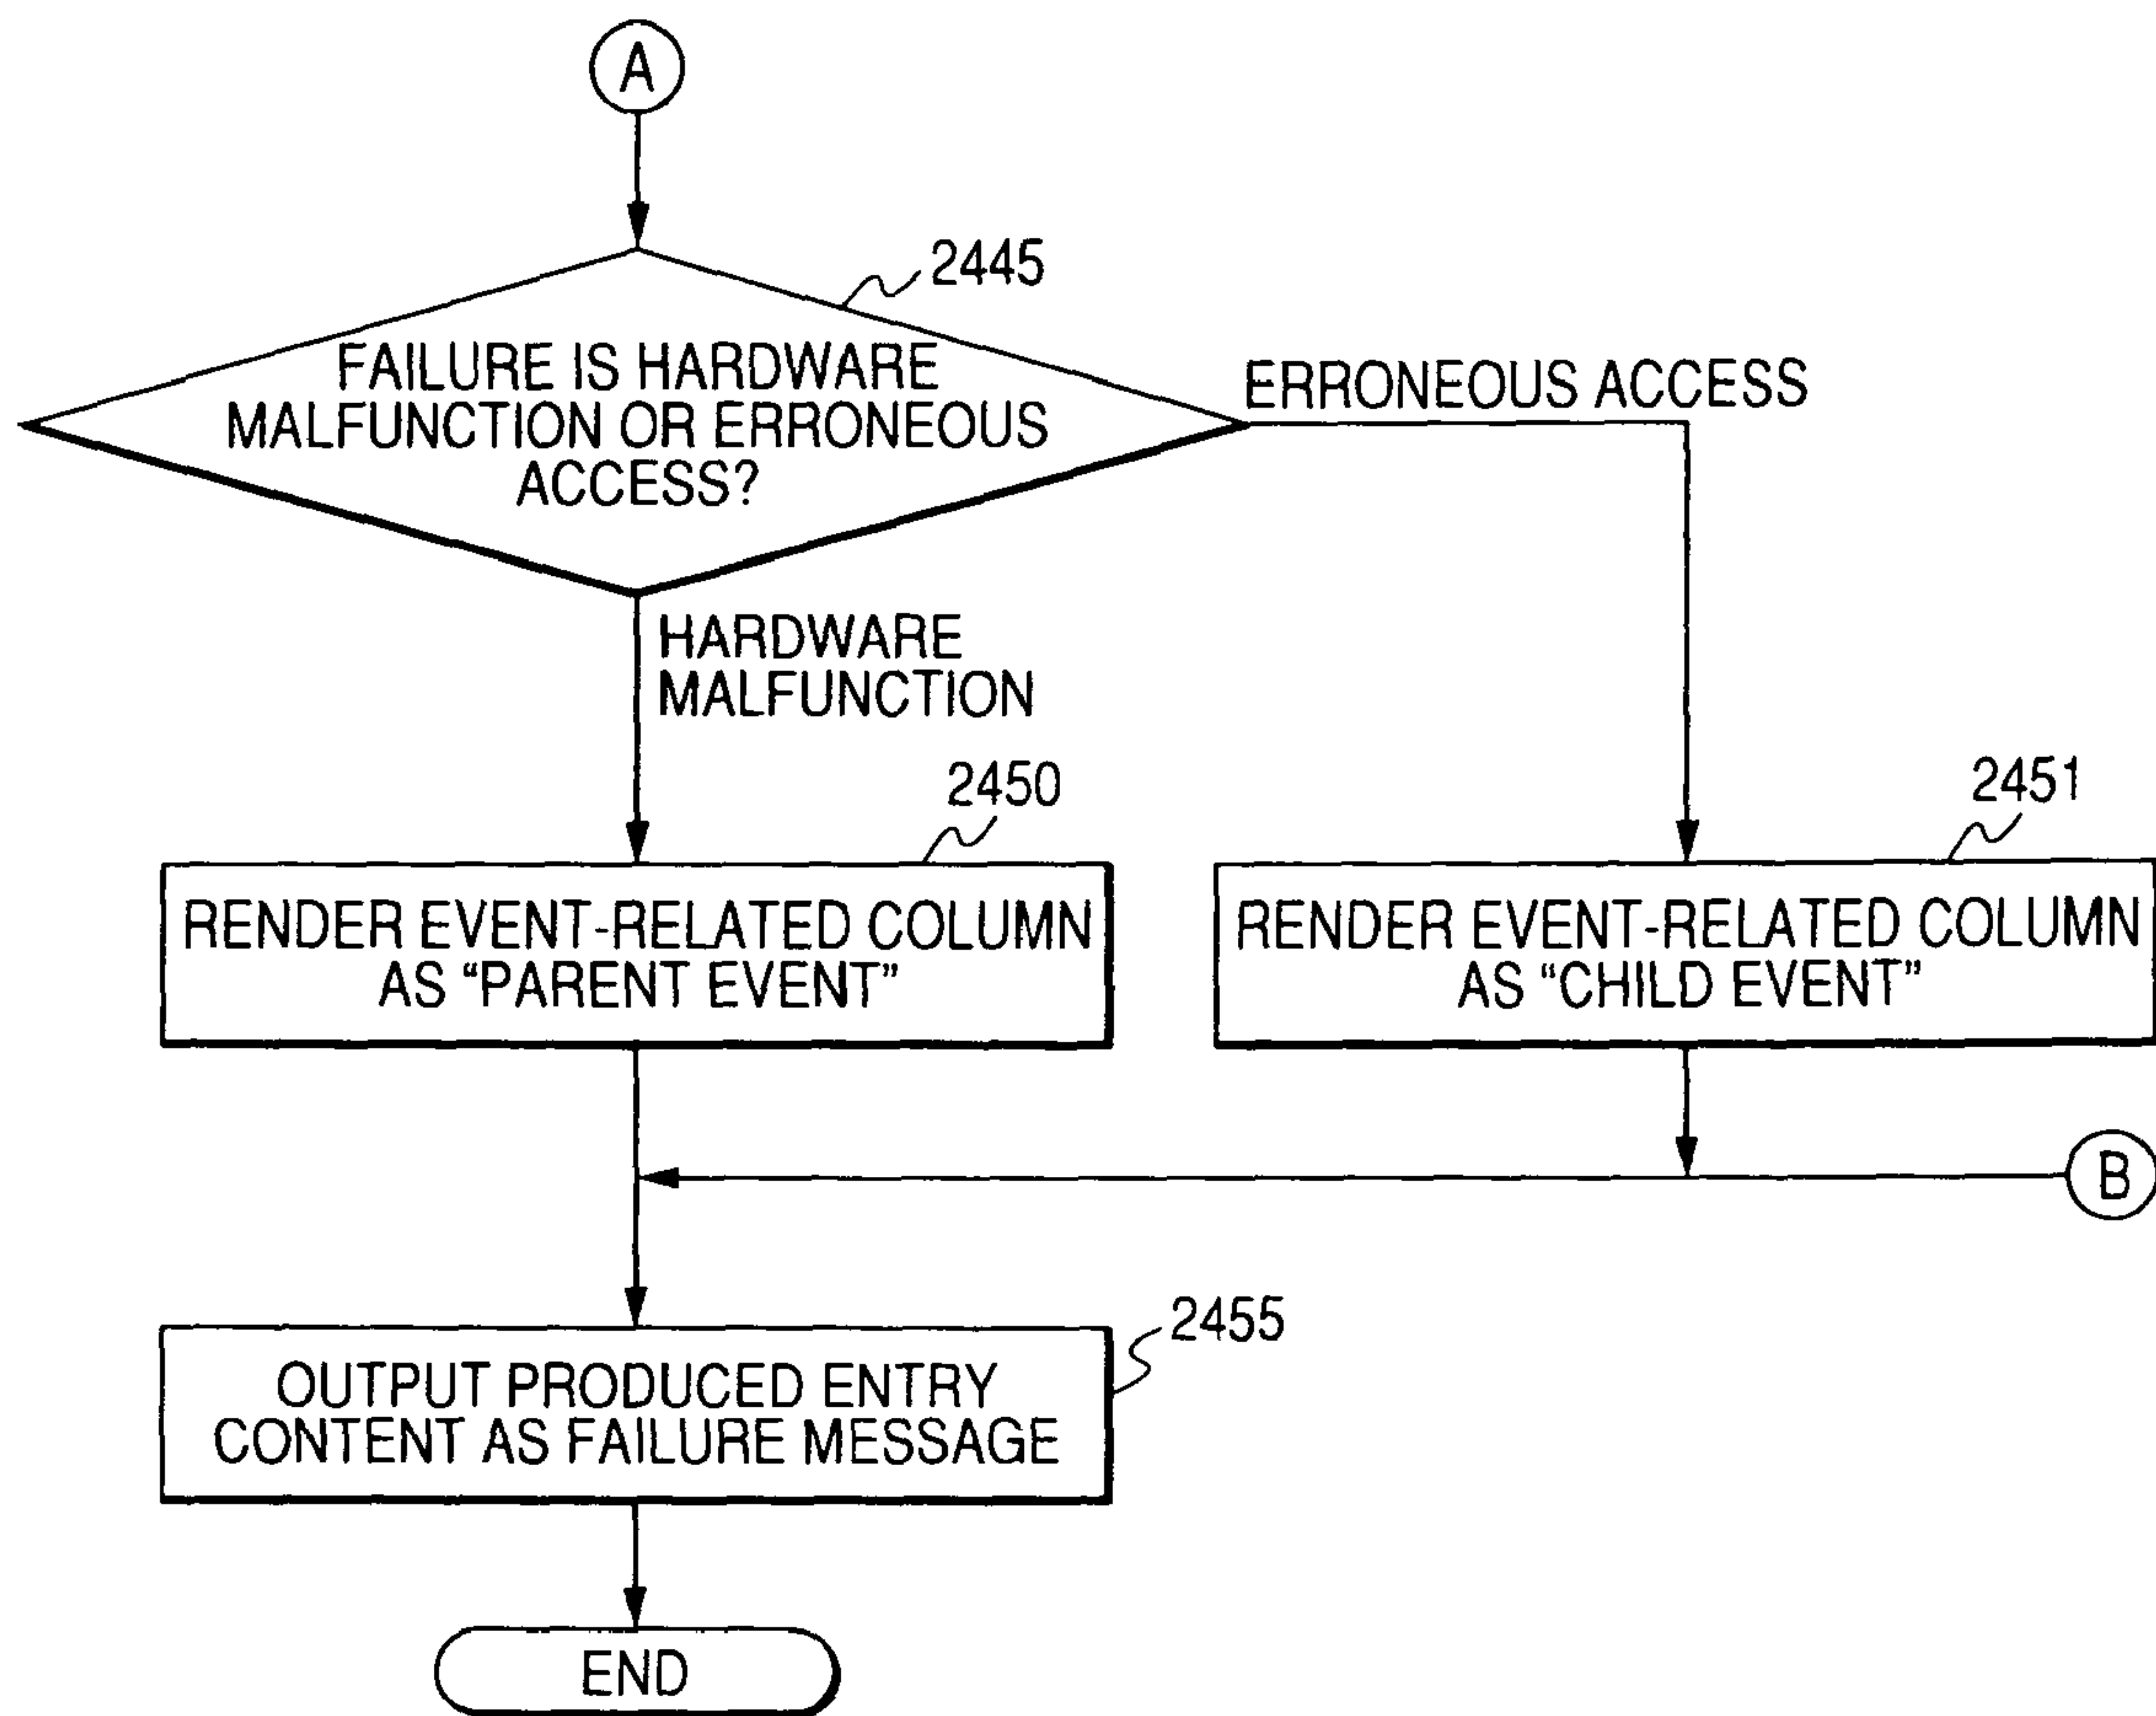 A
2445
FAILURE IS HARDWARE
MALFUNCTION OR ERRONEOUS
ACCESS?
ERRONEOUS ACCESS
HARDWARE
MALFUNCTION
2450
RENDER EVENT-RELATED COLUMN
AS “PARENT EVENT”
2451
RENDER EVENT-RELATED COLUMN
AS “CHILD EVENT”
B
2455
OUTPUT PRODUCED ENTRY
CONTENT AS FAILURE MESSAGE
END